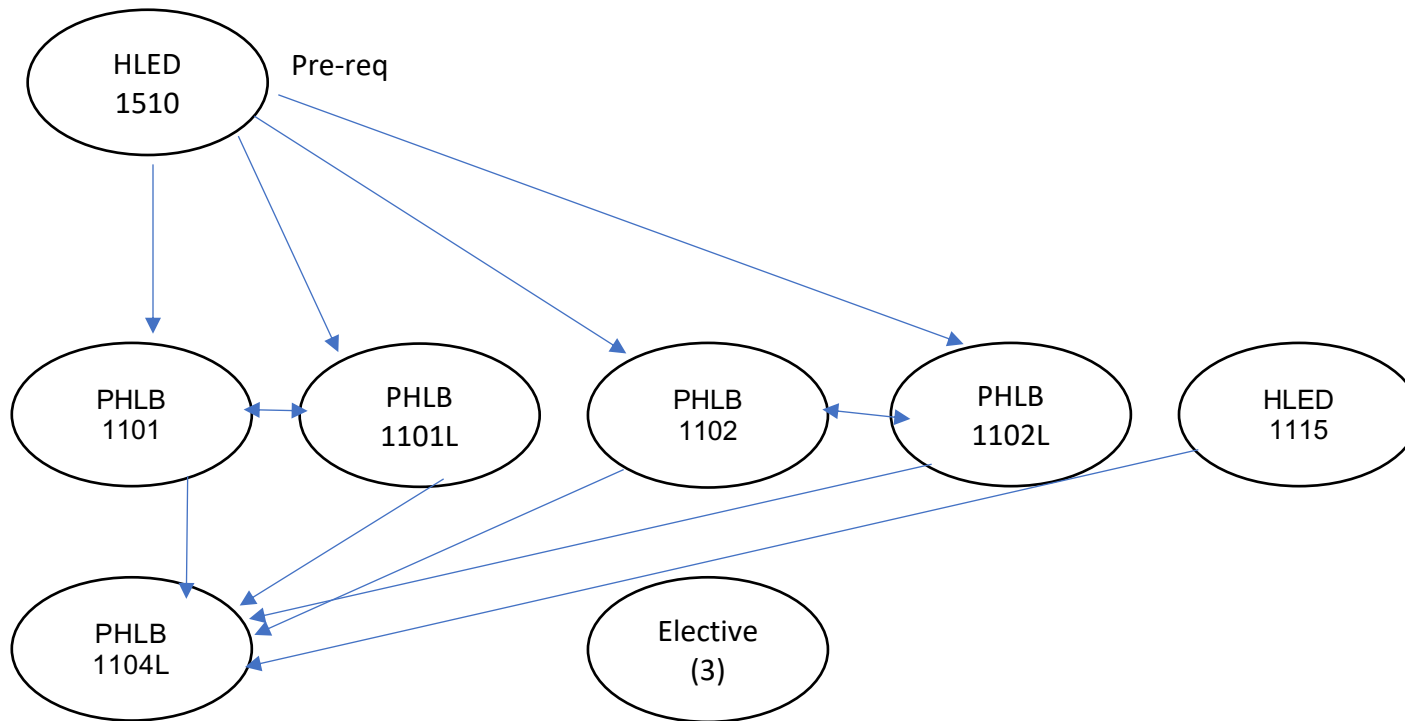 HLED
1510
Pre-req
PHLB
1101
PHLB
1101L
PHLB
1102
PHLB
1102L
HLED
1115
PHLB
1104L
Elective
(3)